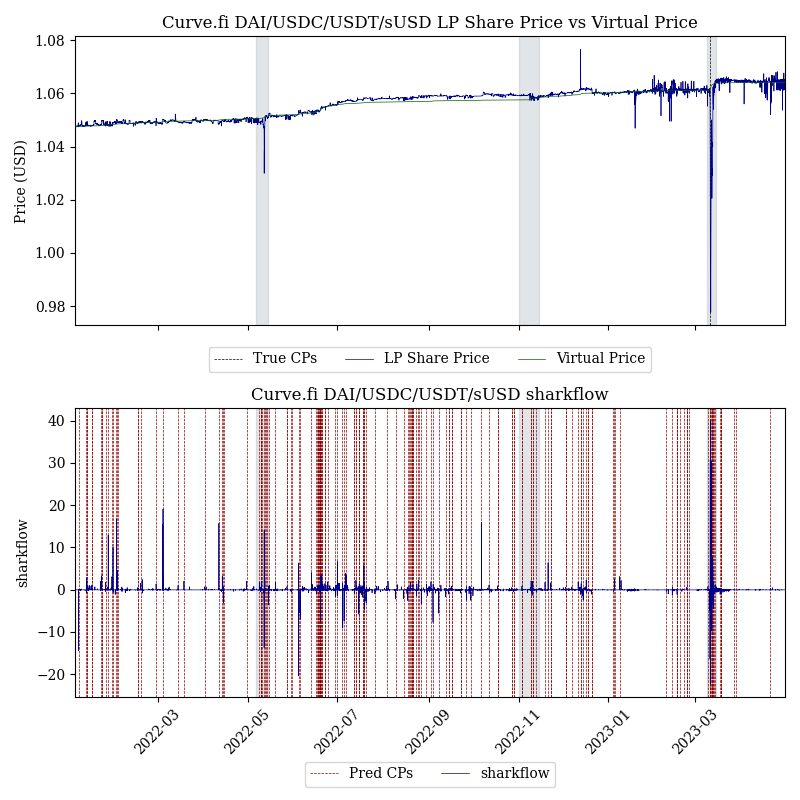 Curve.fi DAI/USDC/USDT/sUSD LP Share Price vs Virtual Price
1.08
1.06
1.04
1.02
1.00
0.98
Price (USD)
True CPs
LP Share Price
Virtual Price
Curve.fi DAI/USDC/USDT/sUSD sharkflow
40
30
20
10
0
−10
−20
sharkflow
2022-03
2022-05
2022-07
2022-09
2022-11
2023-01
2023-03
Pred CPs
sharkflow